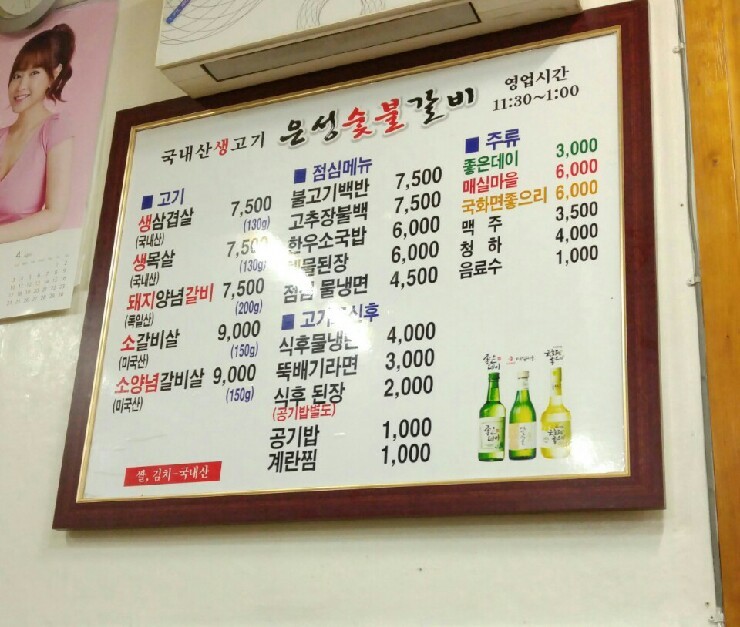 국내산생고기 은성숯불갈비 영업시간
11:30~1:00
■ 고기
생삼겹살 7,500
(국내산) (130g)
생목살 7,500
(국내산) (130g)
돼지양념갈비 7,500
(독일산) (200g)
소갈비살 9,000
(미국산) (150g)
소양념갈비살 9,000
(미국산) (150g)
쌀, 김치-국내산
■ 점심메뉴
불고기백반 7,500
고추장불백 7,500
한우소국밥 6,000
된장 6,000
점심 물냉면 4,500
■ 고기 식후
식후물냉면 4,000
뚝배기라면 3,000
식후 된장 2,000
(공기밥별도)
공기밥 1,000
계란찜 1,000
■ 주류
좋은데이 3,000
매실마을 6,000
국화면좋으리 6,000
맥 주 3,500
청 하 4,000
음료수 1,000